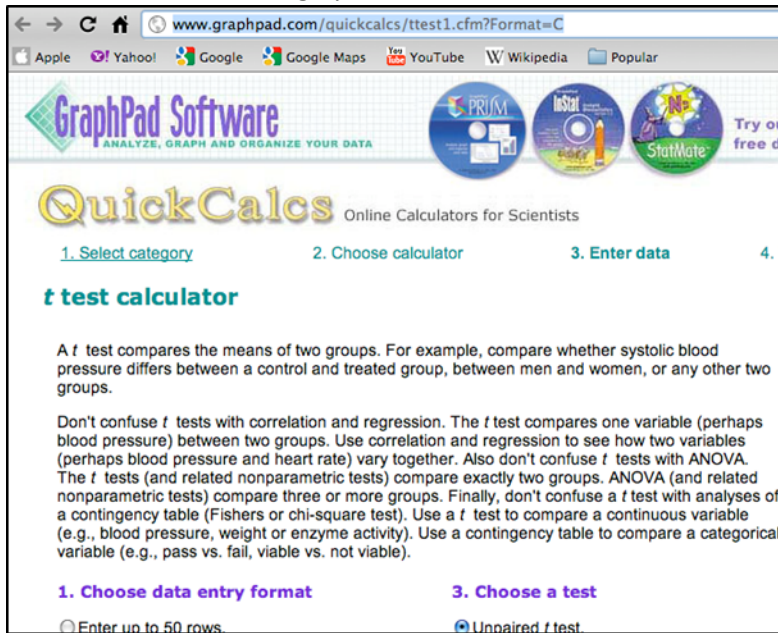 www.graphpad.com/quickcalcs/ttest1.cfm?Format=C
Apple Yahoo! Google Google Maps YouTube Wikipedia Popular
GraphPad Software
ANALYZE, GRAPH AND ORGANIZE YOUR DATA
PRISM
InStat
StatMate
Try
free
QuickCalcs Online Calculators for Scientists
1. Select category 2. Choose calculator 3. Enter data 4.
t test calculator
A t test compares the means of two groups. For example, compare whether systolic blood
pressure differs between a control and treated group, between men and women, or any other two
groups.
Don't confuse t tests with correlation and regression. The t test compares one variable (perhaps
blood pressure) between two groups. Use correlation and regression to see how two variables
(perhaps blood pressure and heart rate) vary together. Also don't confuse t tests with ANOVA.
The t tests (and related nonparametric tests) compare exactly two groups. ANOVA (and related
nonparametric tests) compare three or more groups. Finally, don't confuse a t test with analyses of
a contingency table (Fishers or chi-square test). Use a t test to compare a continuous variable
(e.g., blood pressure, weight or enzyme activity). Use a contingency table to compare a categorical
variable (e.g., pass vs. fail, viable vs. not viable).
1. Choose data entry format 3. Choose a test
Enter up to 50 rows. Unpaired t test.